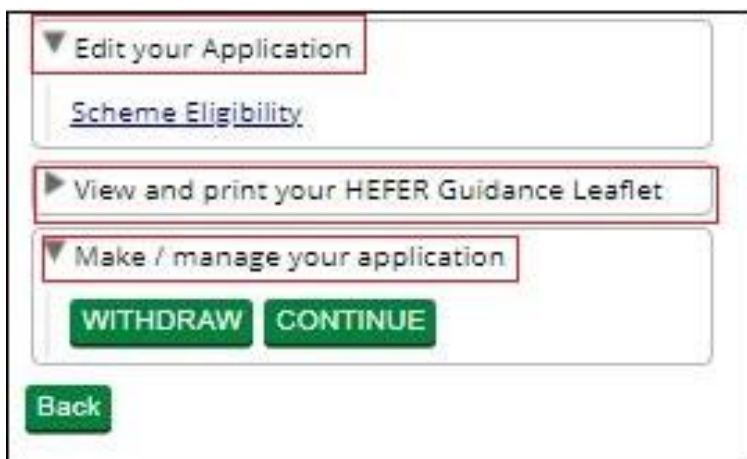 Edit your Application
Scheme Eligibility
View and print your HEFER Guidance Leaflet
Make / manage your application
WITHDRAW CONTINUE
Back